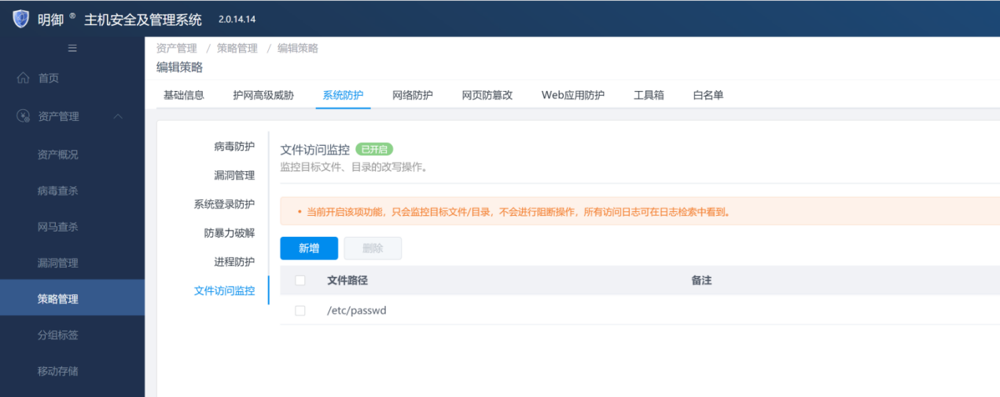 明御 ® 主机安全及管理系统 2.0.14.14
首页
资产管理
资产概况
病毒查杀
网马查杀
漏洞管理
策略管理
分组标签
移动存储
资产管理 / 策略管理 / 编辑策略
编辑策略
基础信息 护网高级威胁 系统防护 网络防护 网页防篡改 Web应用防护 工具箱 白名单
病毒防护
漏洞管理
系统登录防护
防暴力破解
进程防护
文件访问监控
文件访问监控 已开启
监控目标文件、目录的改写操作。
• 当前开启该项功能，只会监控目标文件/目录，不会进行阻断操作，所有访问日志可在日志检索中看到。
新增 删除
文件路径 备注
/etc/passwd